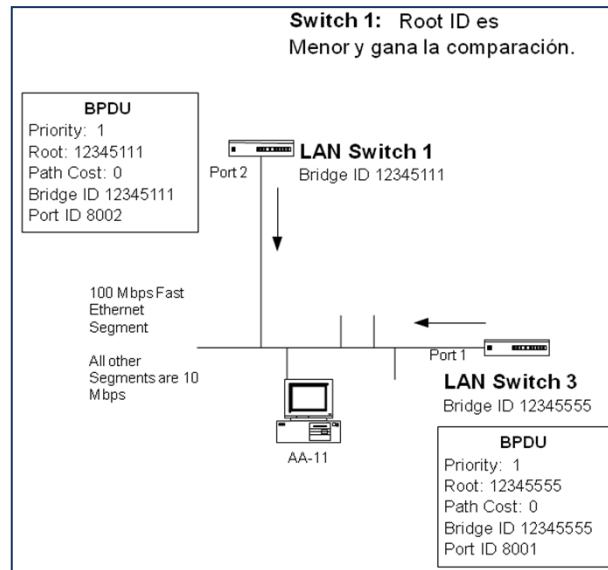 Switch 1: Root ID es
Menor y gana la comparación.
BPDU
Priority: 1
Root: 12345111
Path Cost: 0
Bridge ID 12345111
Port ID 8002
Port 2
LAN Switch 1
Bridge ID 12345111
100 Mbps Fast
Ethernet
Segment
All other
Segments are 10
Mbps
AA-11
Port 1
LAN Switch 3
Bridge ID 12345555
BPDU
Priority: 1
Root: 12345555
Path Cost: 0
Bridge ID 12345555
Port ID 8001